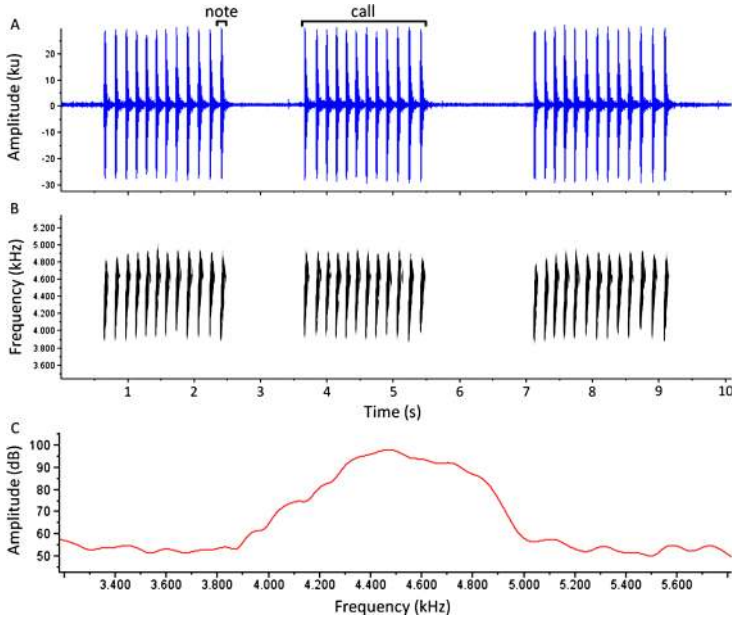 A
note
call
Amplitude (ku)
20
10
0
-10
-20
-30
B
Frequency (kHz)
5.200
5.000
4.800
4.600
4.400
4.200
4.000
3.800
3.600
1 2 3 4 5 6 7 8 9 10
Time (s)
C
Amplitude (dB)
100
90
80
70
60
50
3.400 3.600 3.800 4.000 4.200 4.400 4.600 4.800 5.000 5.200 5.400 5.600
Frequency (kHz)